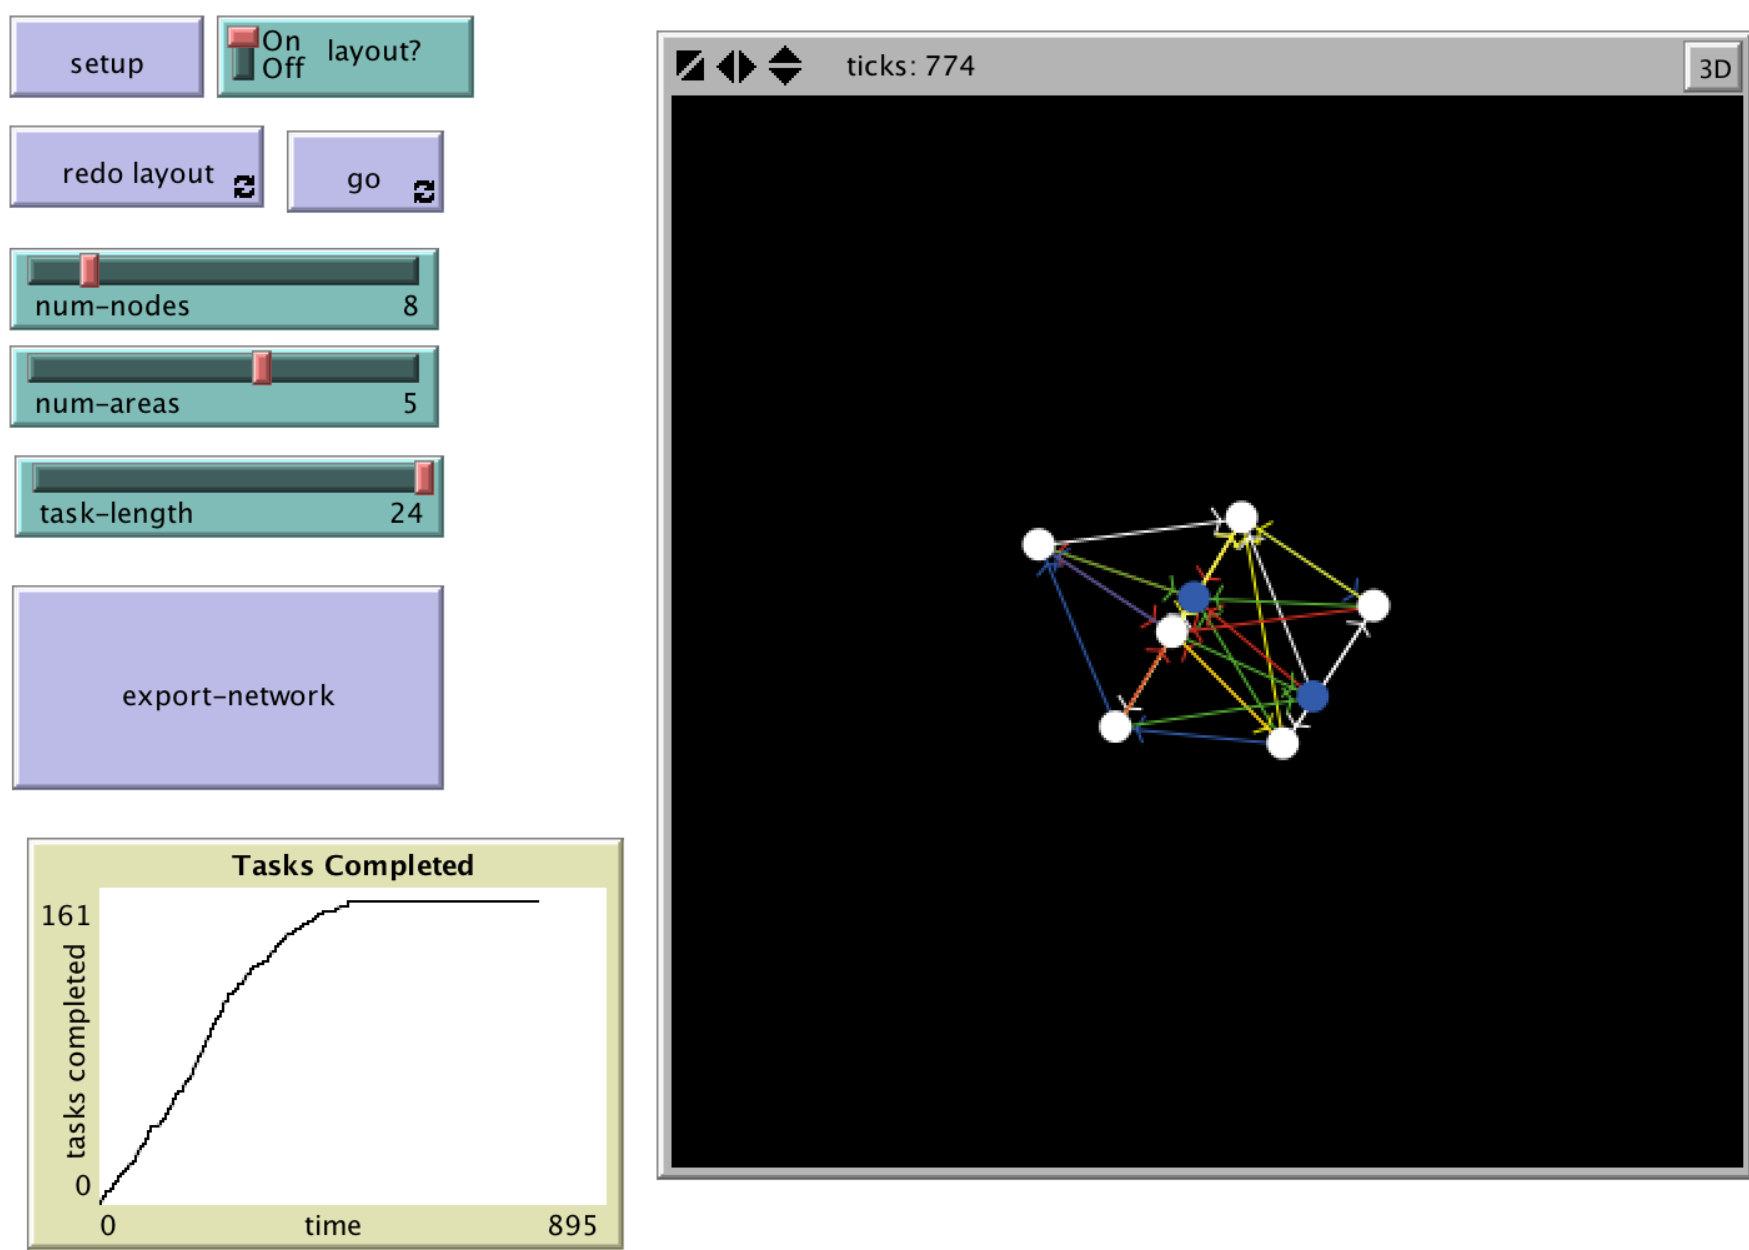 setup
On
Off
layout?
redo layout
go
num-nodes 8
num-areas 5
task-length 24
export-network
Tasks Completed
161
tasks completed
0
0 time 895
ticks: 774
3D